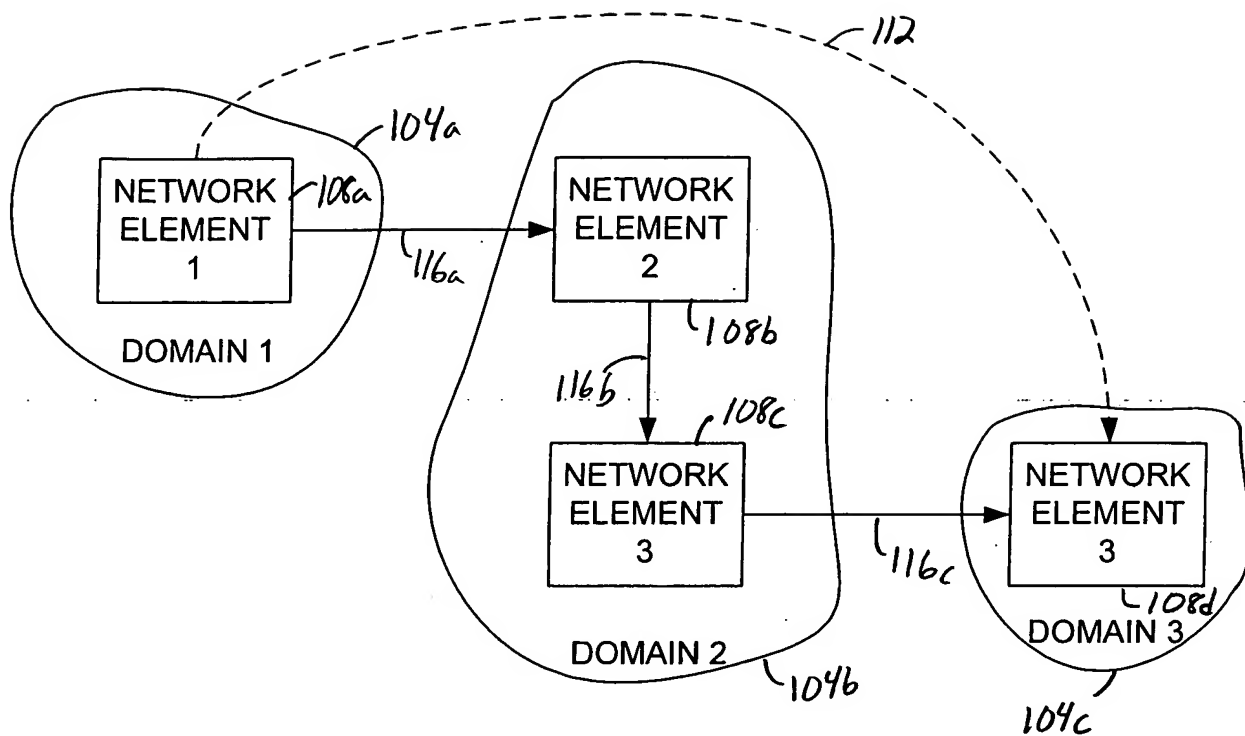 112
104a
NETWORK
ELEMENT
1
108a
116a
DOMAIN 1
NETWORK
ELEMENT
2
108b
116b
108c
NETWORK
ELEMENT
3
116c
DOMAIN 2
104b
NETWORK
ELEMENT
3
108d
DOMAIN 3
104c